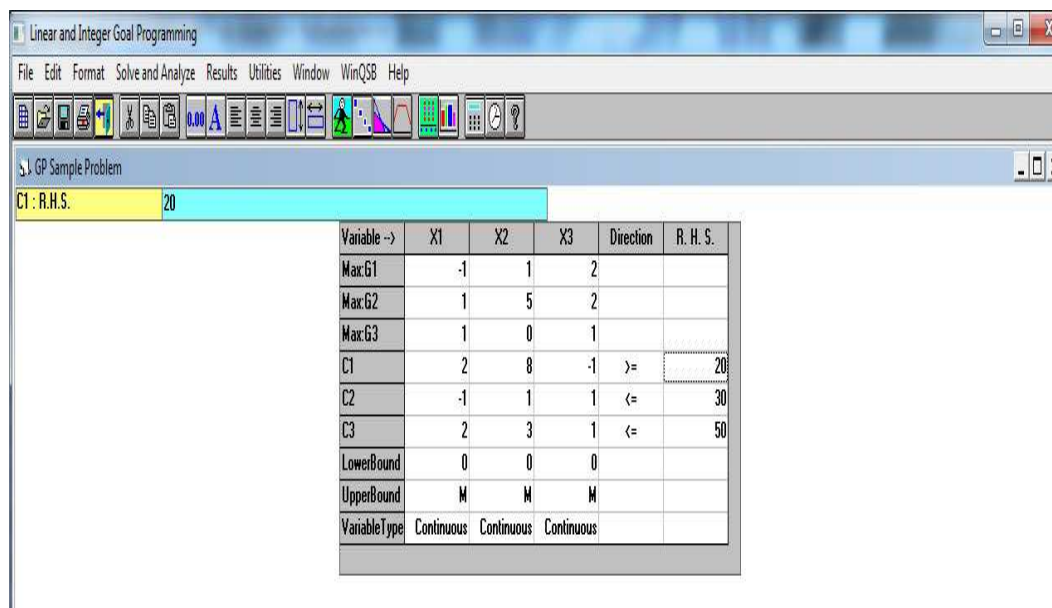 Linear and Integer Goal Programming
File Edit Format Solve and Analyze Results Utilities Window WinQSB Help
0.00 A
GP Sample Problem
C1 : R.H.S. 20
Variable --> X1 X2 X3 Direction R. H. S.
Max:G1 -1 1 2
Max:G2 1 5 2
Max:G3 1 0 1
C1 2 8 -1 >= 20
C2 -1 1 1 <= 30
C3 2 3 1 <= 50
LowerBound 0 0 0
UpperBound M M M
VariableType Continuous Continuous Continuous